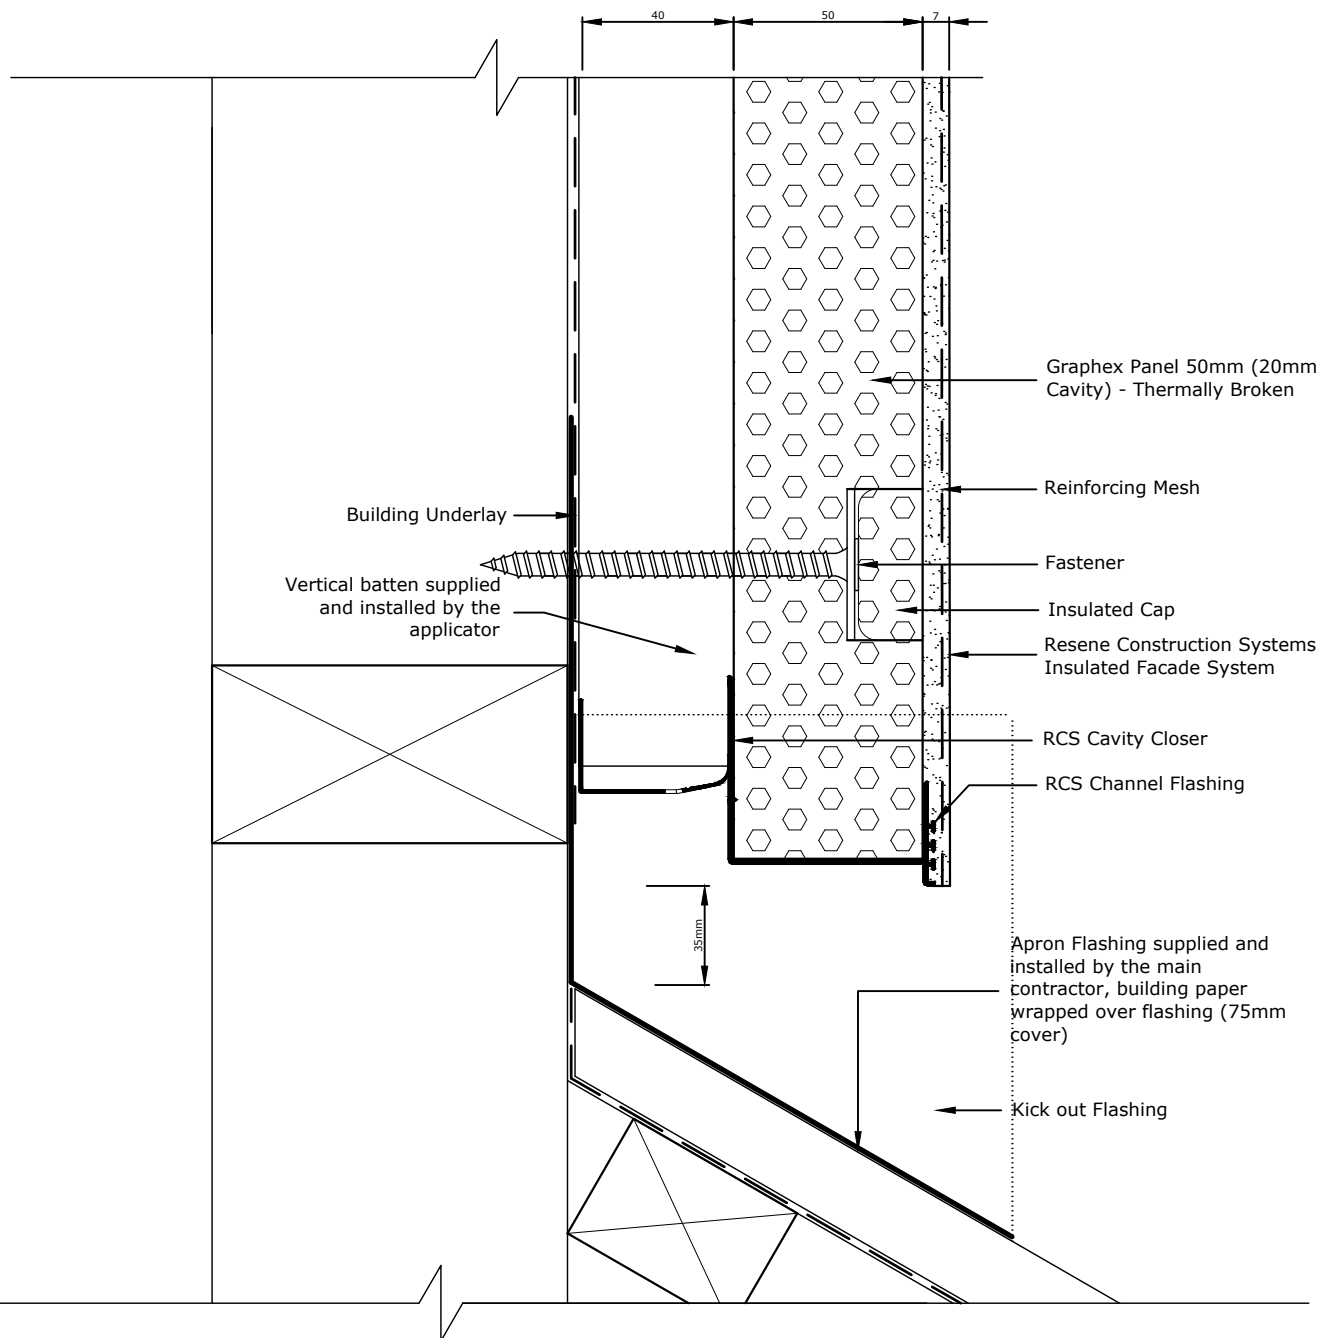 40
50
7
Graphex Panel 50mm (20mm
Cavity) - Thermally Broken
Reinforcing Mesh
Building Underlay
Fastener
Vertical batten supplied
and installed by the
applicator
Insulated Cap
Resene Construction Systems
Insulated Facade System
RCS Cavity Closer
RCS Channel Flashing
35mm
Apron Flashing supplied and
installed by the main
contractor, building paper
wrapped over flashing (75mm
cover)
Kick out Flashing